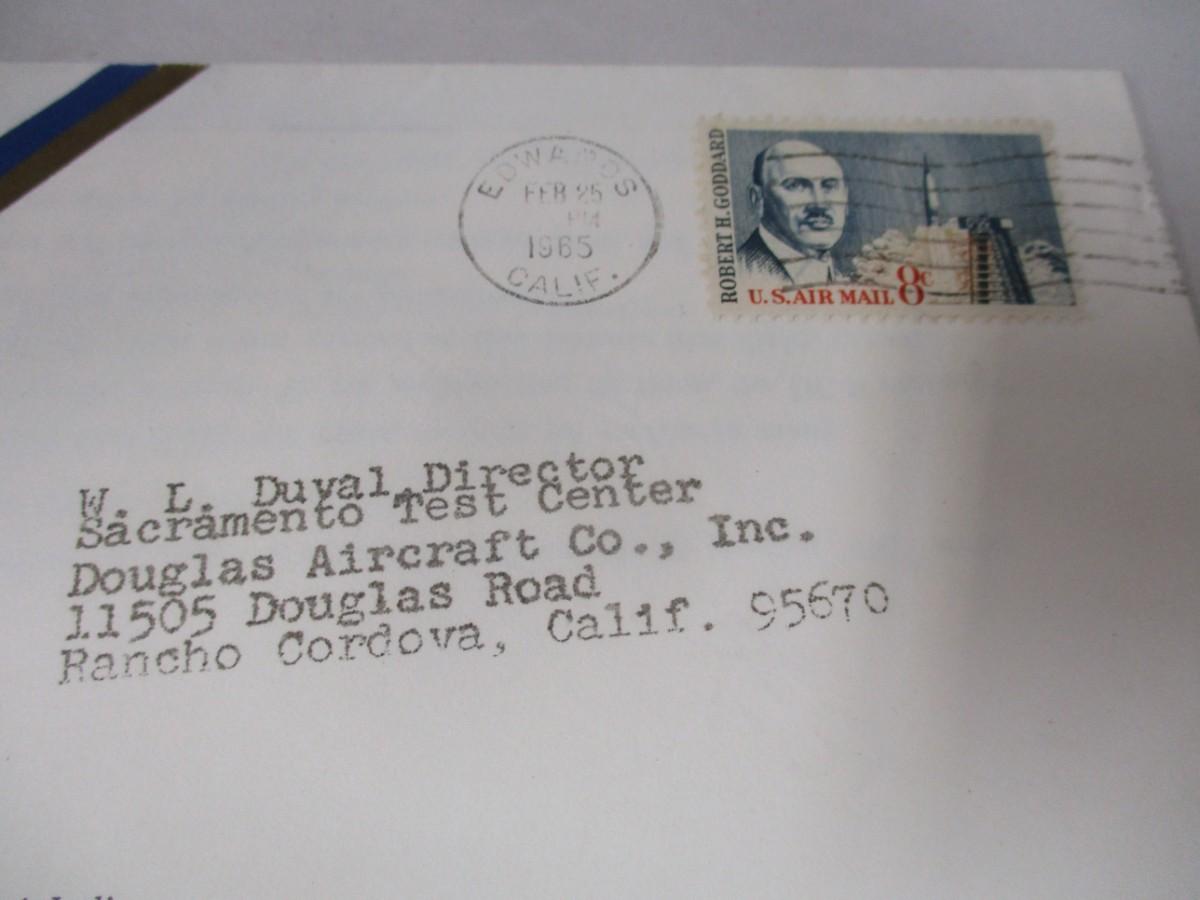 EDWARDS
FEB 25
PM
1965
CALIF.
ROBERT H. GODDARD
U.S. AIR MAIL 8c
W. L. Duval, Director
Sacramento Test Center
Douglas Aircraft Co., Inc.
11505 Douglas Road
Rancho Cordova, Calif. 95670